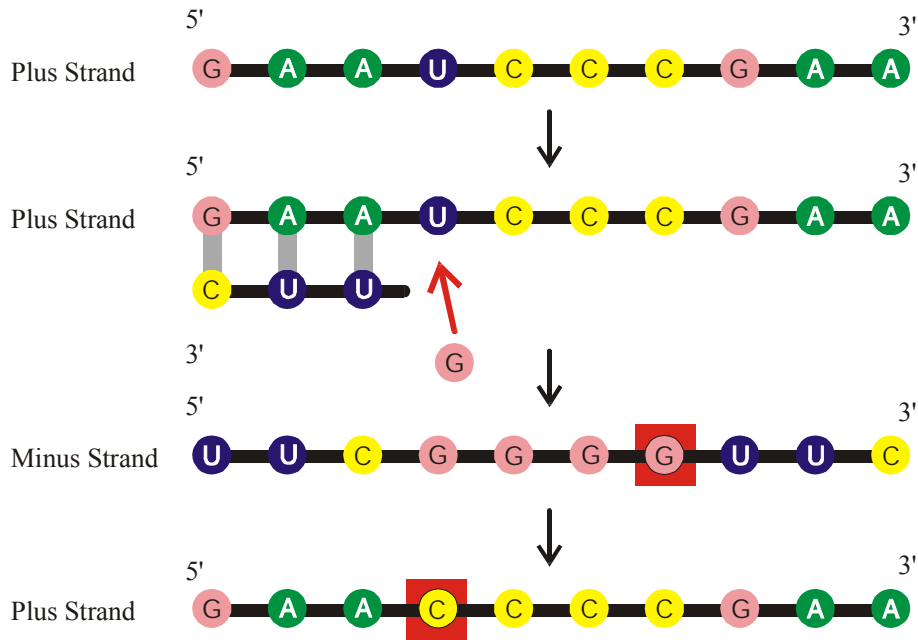 5' 3'
Plus Strand G A A U C C C G A A
5' 3'
Plus Strand G A A U C C C G A A
C U U
3' G
5' 3'
Minus Strand U U C G G G G U U C
5' 3'
Plus Strand G A A C C C C G A A